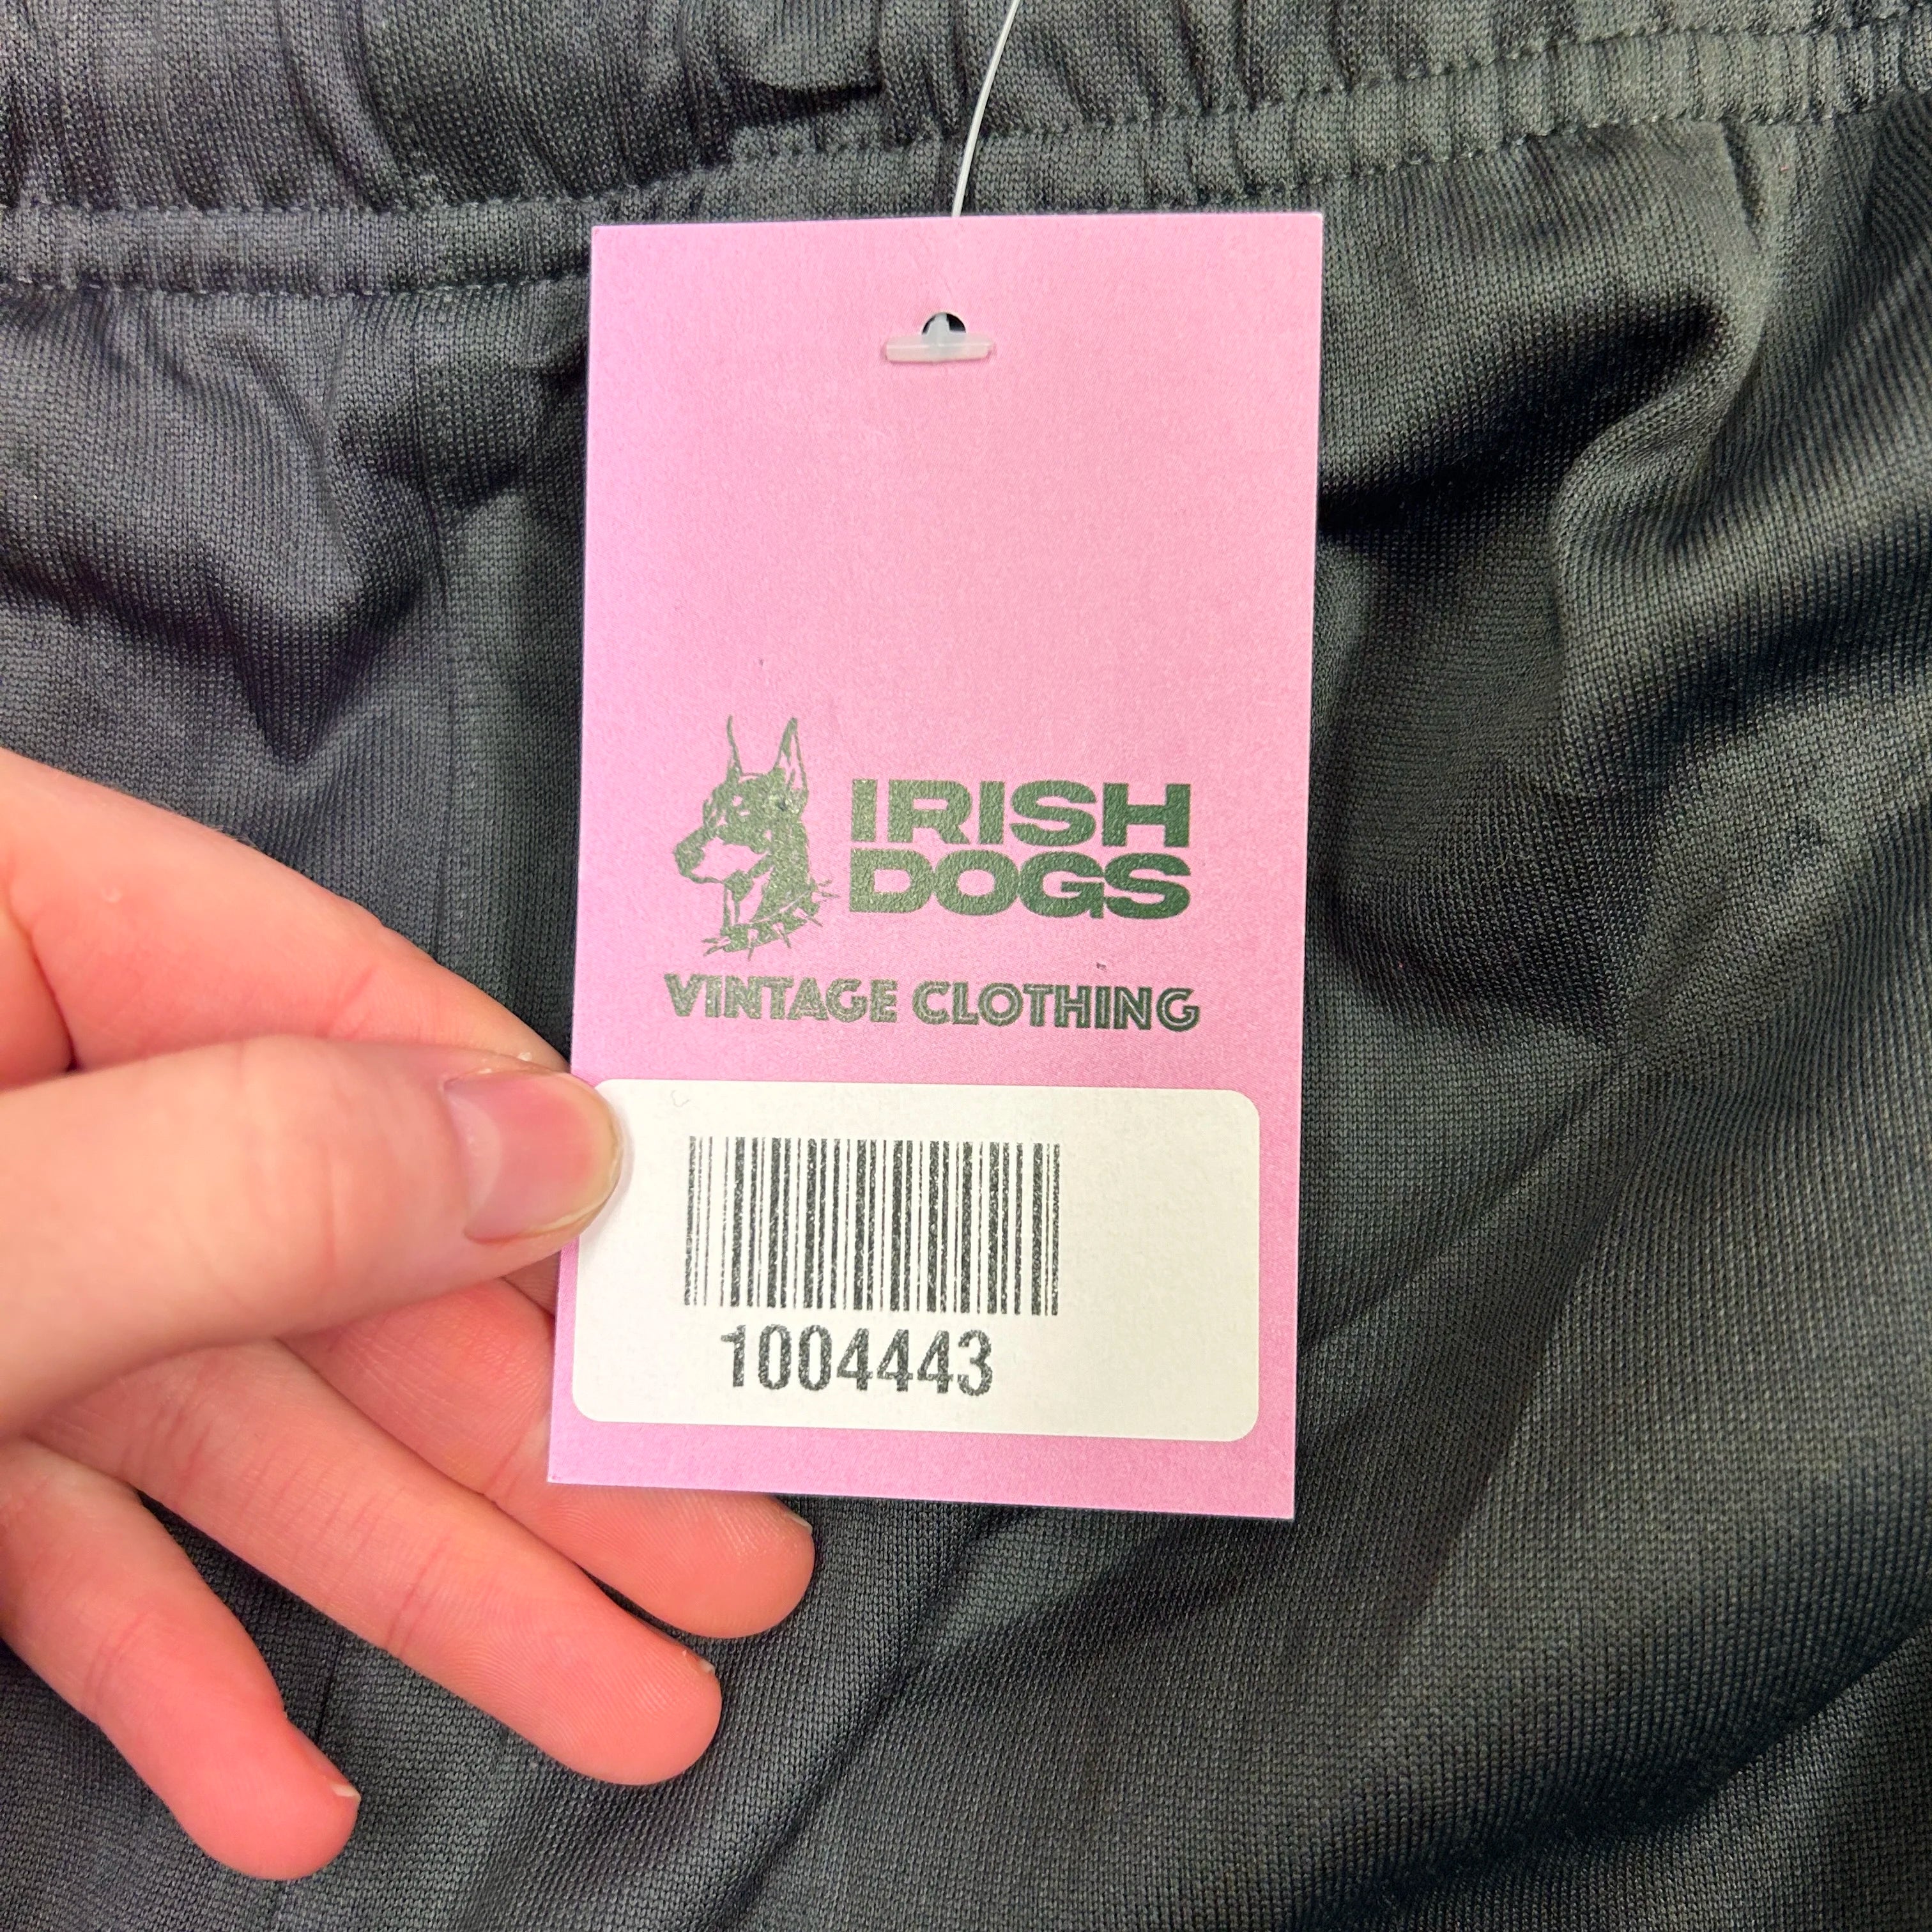 IRISH
DOGS
VINTAGE CLOTHING
1004443